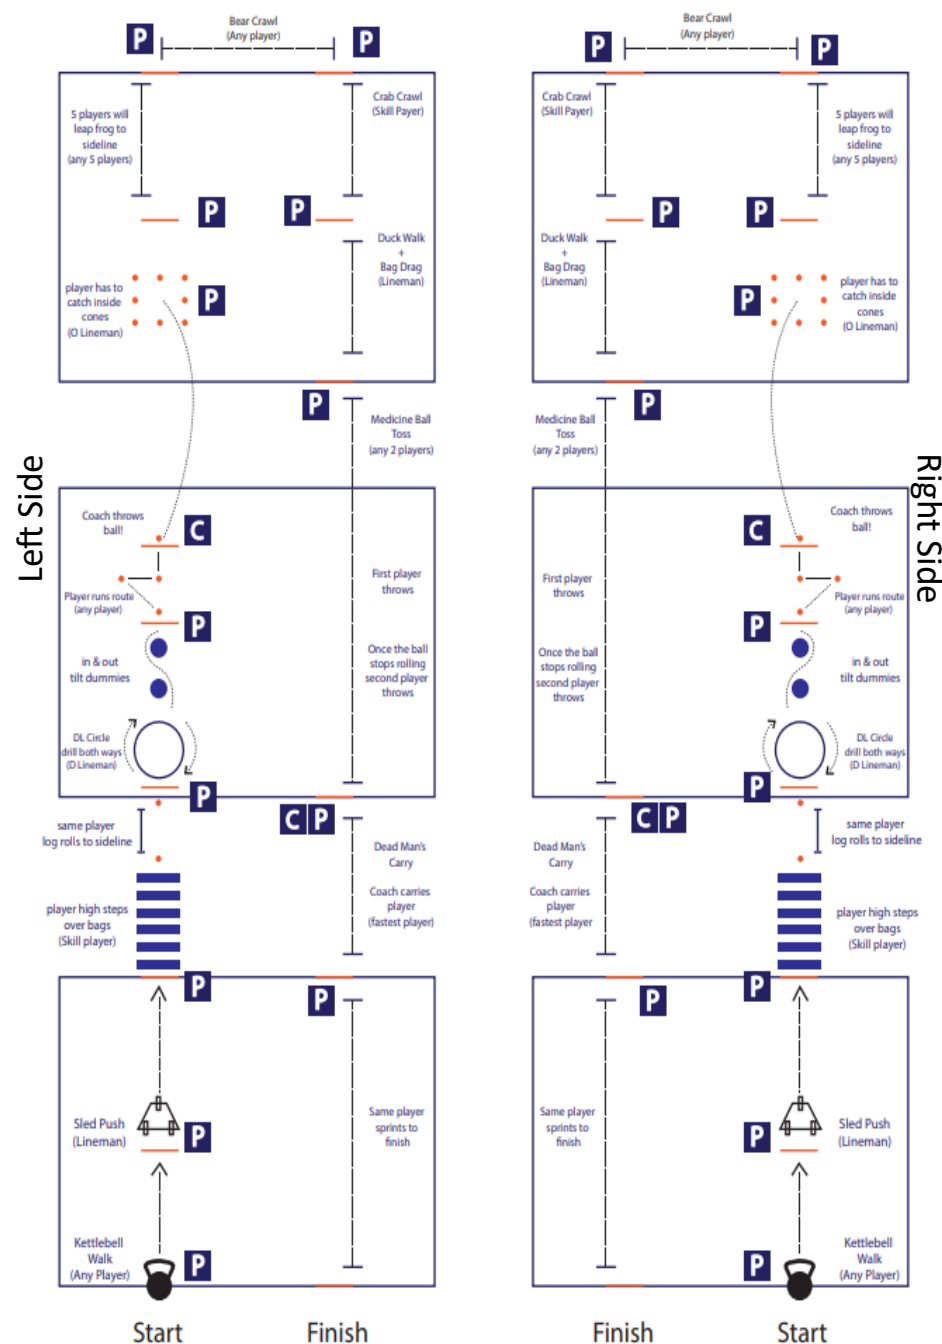 Bear Crawl
(Any player)
P
P
5 players will
leap frog to
sideline
(any 5 players)
Crab Crawl
(Skill Payer)
P
P
Duck Walk
+
Bag Drag
(Lineman)
player has to
catch inside
cones
(O Lineman)
P
P
Medicine Ball
Toss
(any 2 players)
Left Side
Coach throws
ball!
C
Player runs route
(any player)
P
First player
throws
in & out
tilt dummies
Once the ball
stops rolling
second player
throws
DL Circle
drill both ways
(D Lineman)
P
C P
same player
log rolls to sideline
Dead Man's
Carry
Coach carries
player
(fastest player)
player high steps
over bags
(Skill player)
P
P
Sled Push
(Lineman)
P
Same player
sprints to
finish
Kettlebell
Walk
(Any Player)
P
Start
Finish
Bear Crawl
(Any player)
P
P
Crab Crawl
(Skill Payer)
5 players will
leap frog to
sideline
(any 5 players)
P
P
Duck Walk
+
Bag Drag
(Lineman)
P
player has to
catch inside
cones
(O Lineman)
P
Medicine Ball
Toss
(any 2 players)
Right Side
Coach throws
ball!
C
Player runs route
(any player)
P
First player
throws
in & out
tilt dummies
Once the ball
stops rolling
second player
throws
DL Circle
drill both ways
(D Lineman)
P
C P
same player
log rolls to sideline
Dead Man's
Carry
Coach carries
player
(fastest player
player high steps
over bags
(Skill player)
P
P
Sled Push
(Lineman)
P
Same player
sprints to
finish
Kettlebell
Walk
(Any Player)
P
Finish
Start